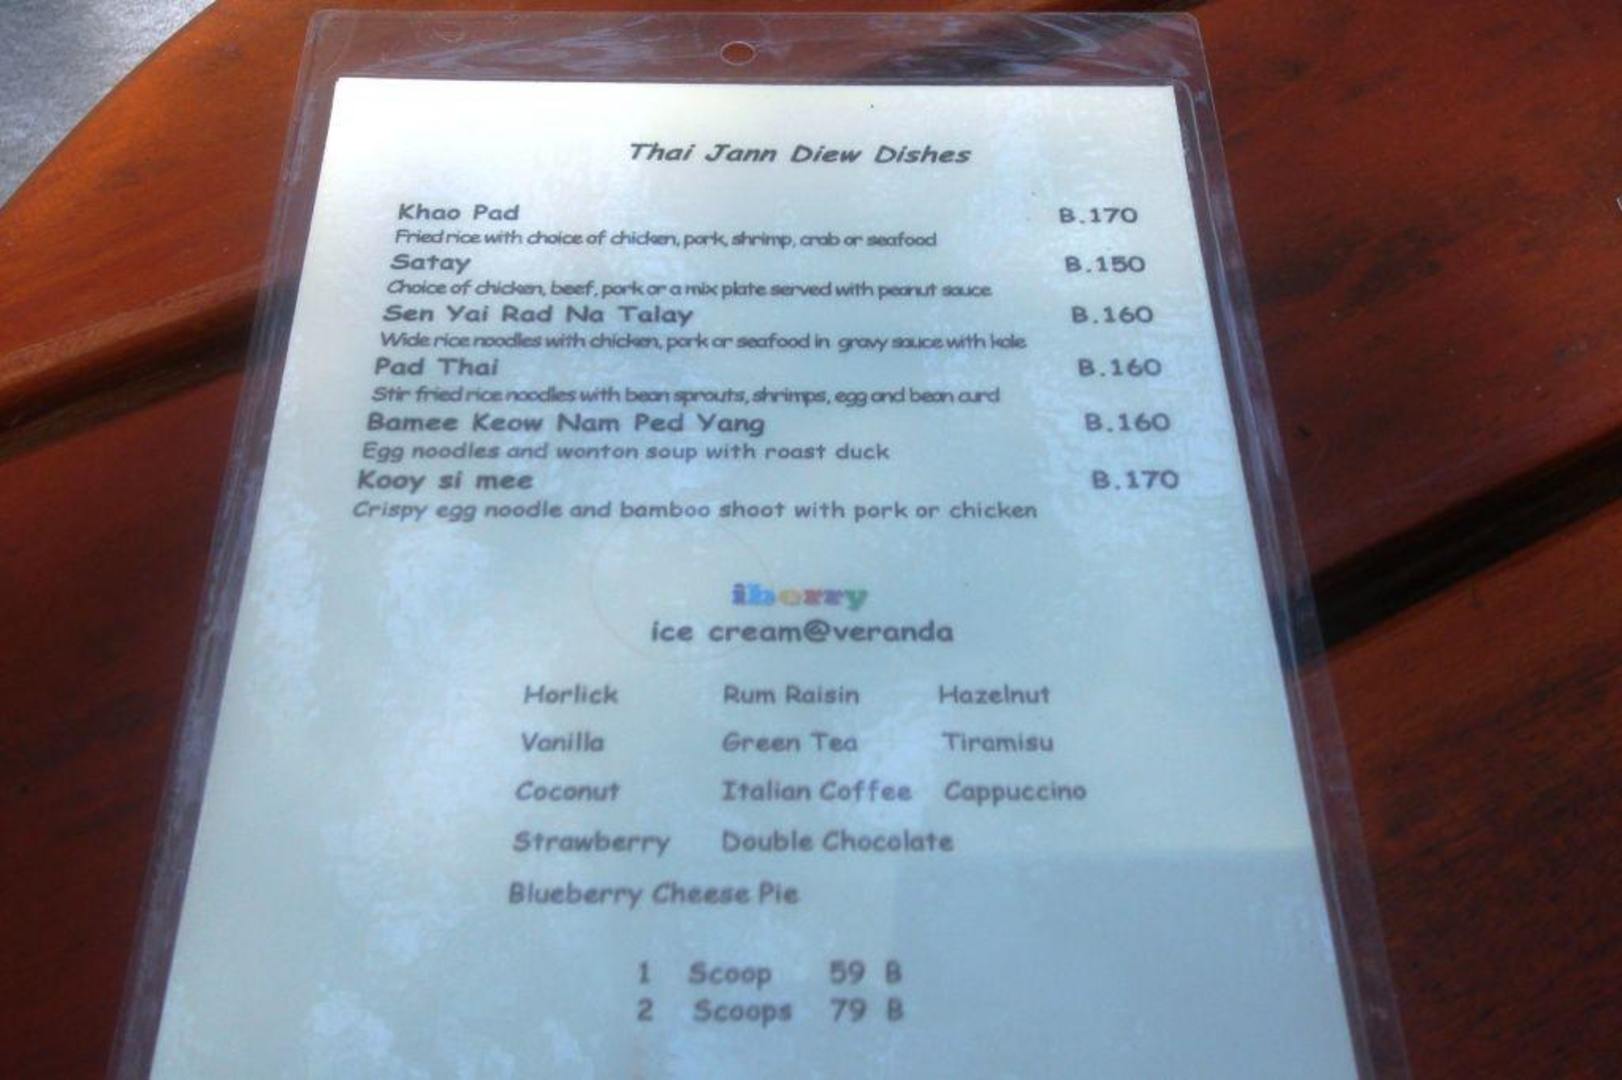 Thai Jann Diew Dishes
Khao Pad B.170
Fried rice with choice of chicken, pork, shrimp, crab or seafood
Satay B.150
Choice of chicken, beef, pork or a mix plate served with peanut sauce
Sen Yai Rad Na Talay B.160
Wide rice noodles with chicken, pork or seafood in gravy sauce with kale
Pad Thai B.160
Stir fried rice noodles with bean sprouts, shrimps, egg and bean curd
Bamee Keow Nam Ped Yang B.160
Egg noodles and wonton soup with roast duck
Kooy si mee B.170
Crispy egg noodle and bamboo shoot with pork or chicken
iberry
ice cream@veranda
Horlick Rum Raisin Hazelnut
Vanilla Green Tea Tiramisu
Coconut Italian Coffee Cappuccino
Strawberry Double Chocolate
Blueberry Cheese Pie
1 Scoop 59 B
2 Scoops 79 B